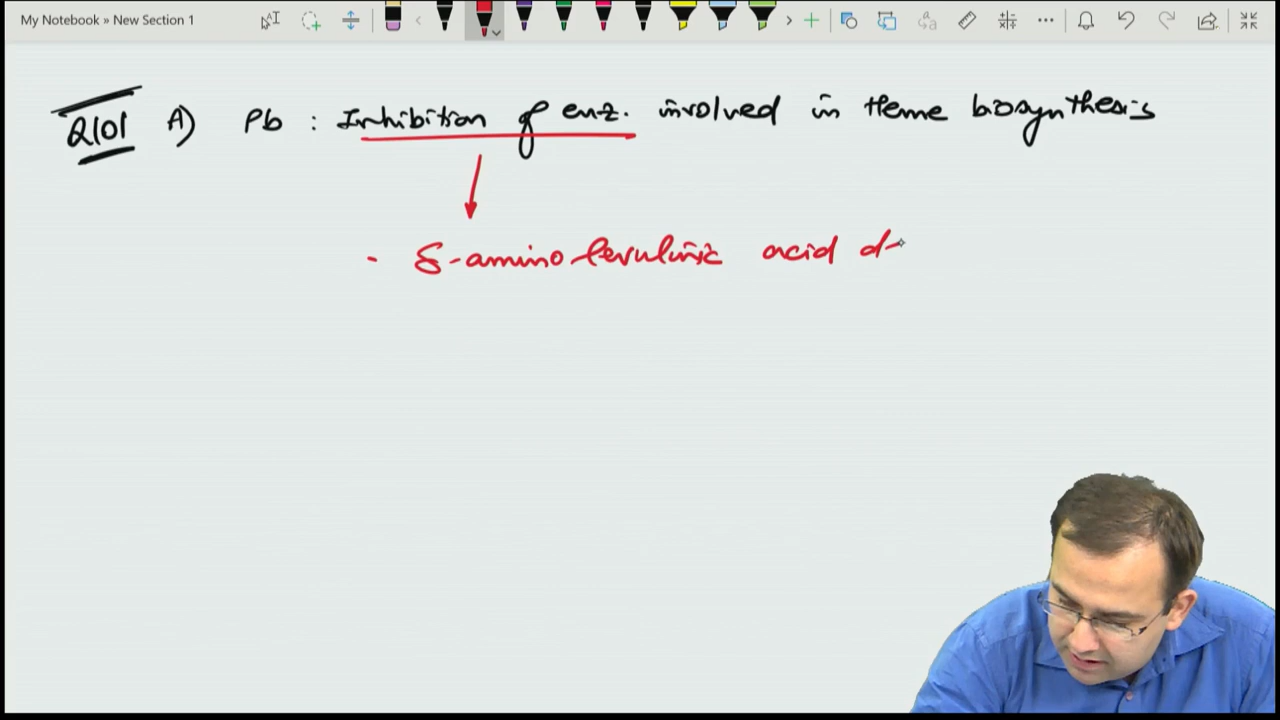 My Notebook » New Section 1
Q101 A) Pb : Inhibition of enz. involved in Heme biosynthesis
- δ-amino levulinic acid d